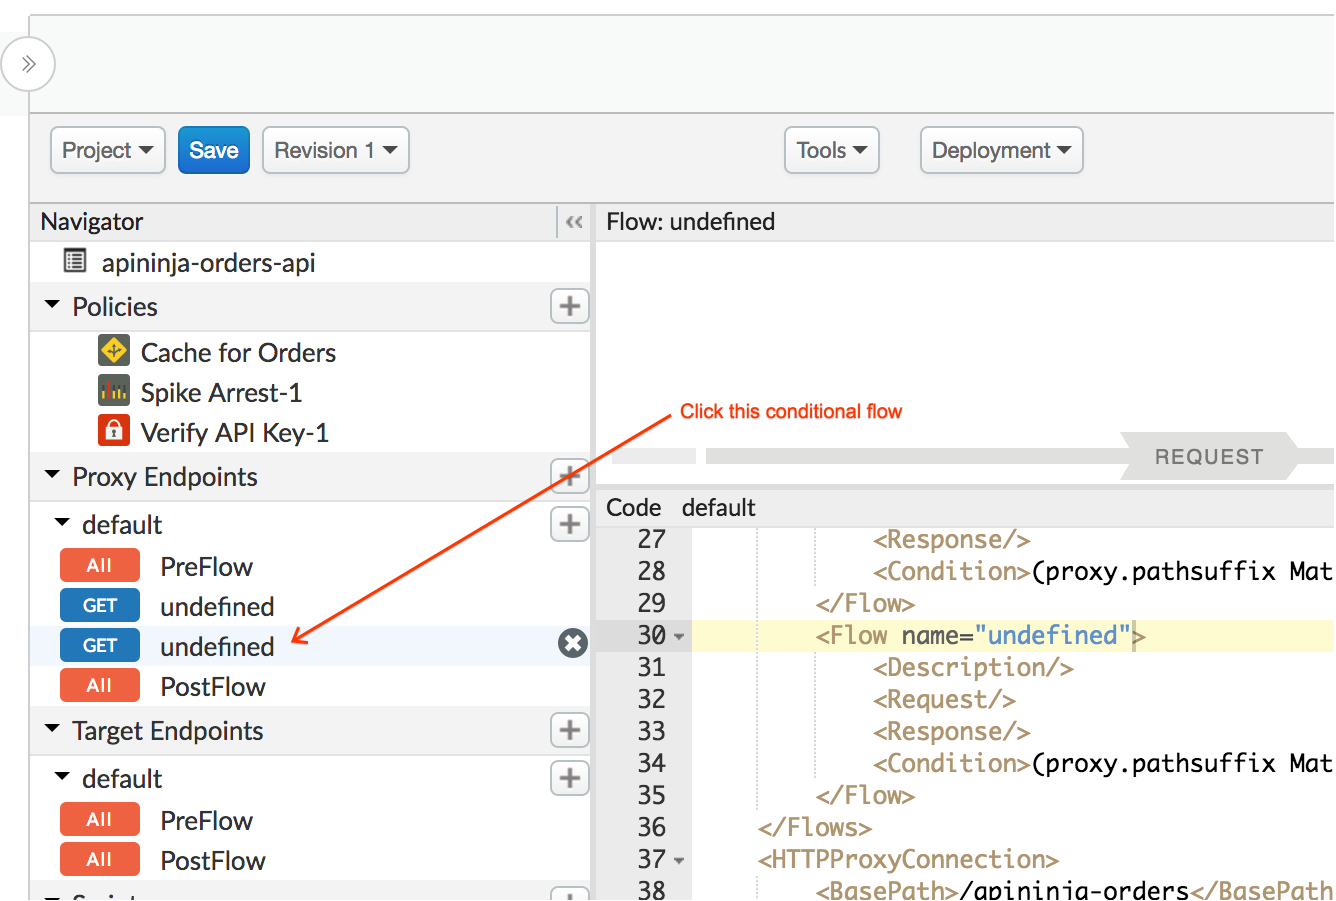 Project
Save
Revision 1
Tools
Deployment
Navigator
Flow: undefined
apininja-orders-api
Policies
Cache for Orders
Spike Arrest-1
Verify API Key-1
Click this conditional flow
REQUEST
Proxy Endpoints
default
All PreFlow
GET undefined
GET undefined
All PostFlow
Target Endpoints
default
All PreFlow
All PostFlow
Code default
27 <Response/>
28 <Condition>(proxy.pathsuffix Mat
29 </Flow>
30 <Flow name="undefined">
31 <Description/>
32 <Request/>
33 <Response/>
34 <Condition>(proxy.pathsuffix Mat
35 </Flow>
36 </Flows>
37 <HTTPProxyConnection>
38 <BasePath>/apininja-orders</BasePath